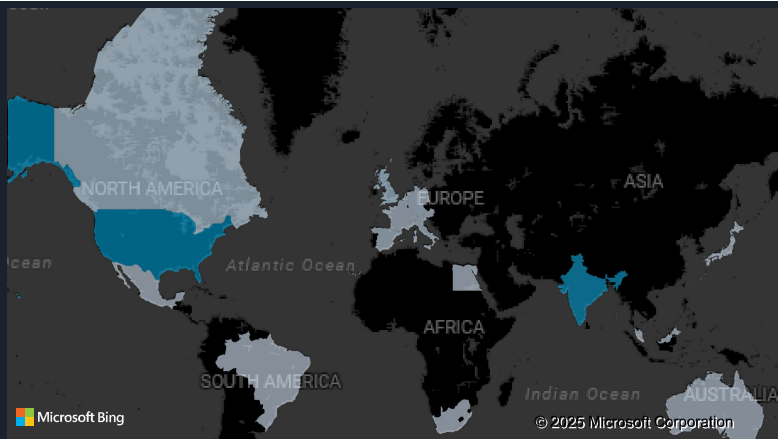 NORTH AMERICA
EUROPE
ASIA
cean
Atlantic Ocean
AFRICA
SOUTH AMERICA
Indian Ocean
AUSTRALIA
Microsoft Bing
© 2025 Microsoft Corporation